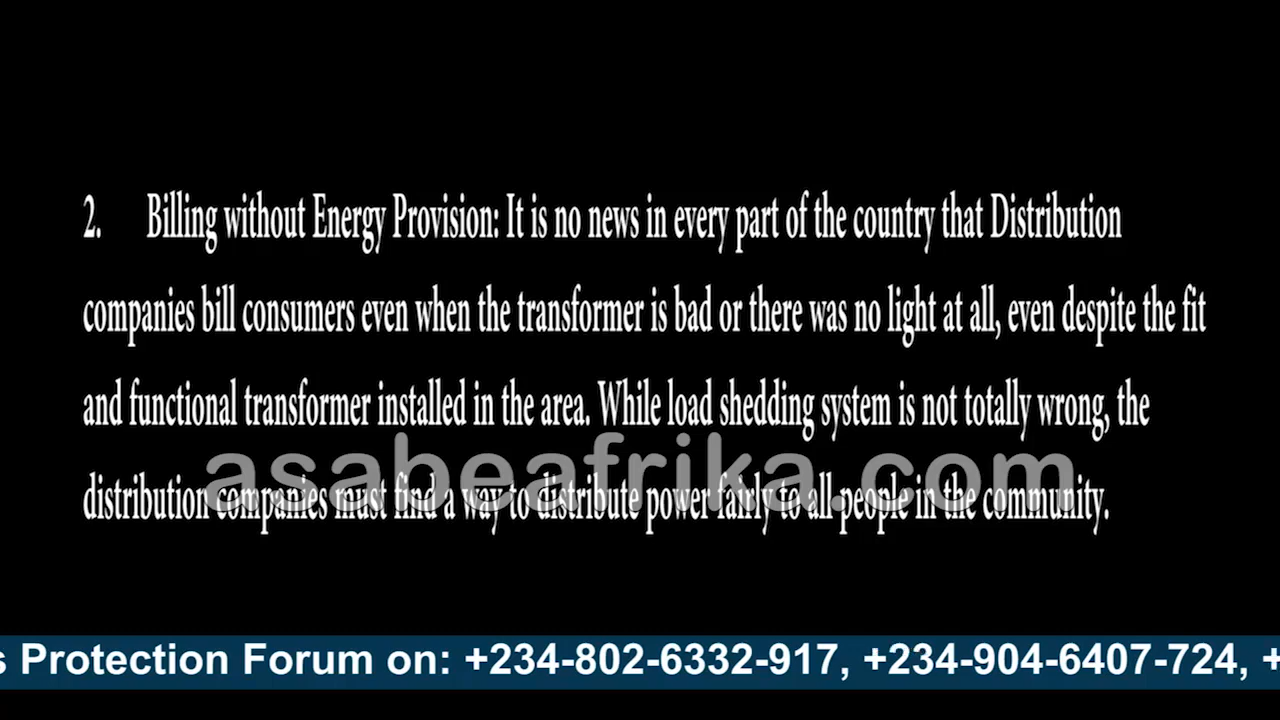 2. Billing without Energy Provision: It is no news in every part of the country that Distribution
companies bill consumers even when the transformer is bad or there was no light at all, even despite the fit
and functional transformer installed in the area. While load shedding system is not totally wrong, the
asabeafrika.com
distribution companies must find a way to distribute power fairly to all people in the community.
s Protection Forum on: +234-802-6332-917, +234-904-6407-724, +